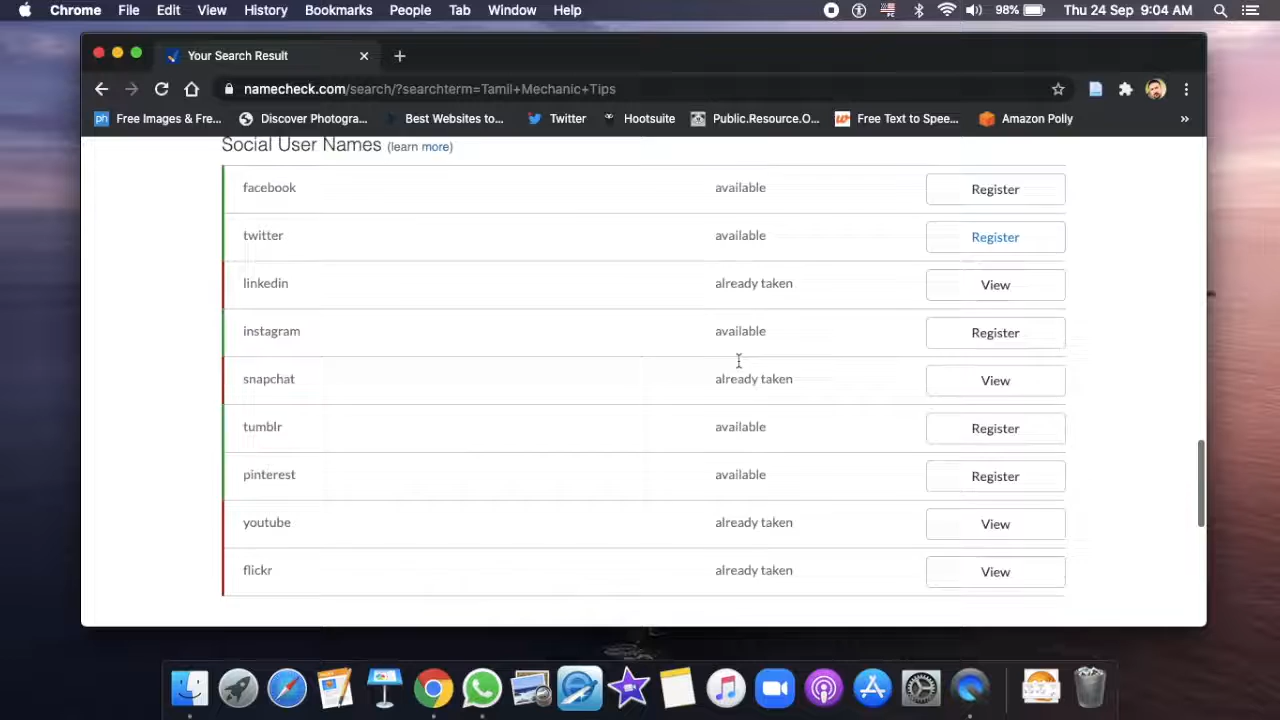 Chrome File Edit View History Bookmarks People Tab Window Help 98% Thu 24 Sep 9:04 AM
Your Search Result
namecheck.com/search/?searchterm=Tamil+Mechanic+Tips
ph Free Images & Fre... Discover Photogra... Best Websites to... Twitter Hootsuite Public.Resource.O... Free Text to Spee... Amazon Polly »
Social User Names (learn more)
facebook available Register
twitter available Register
linkedin already taken View
instagram available Register
snapchat already taken View
tumblr available Register
pinterest available Register
youtube already taken View
flickr already taken View